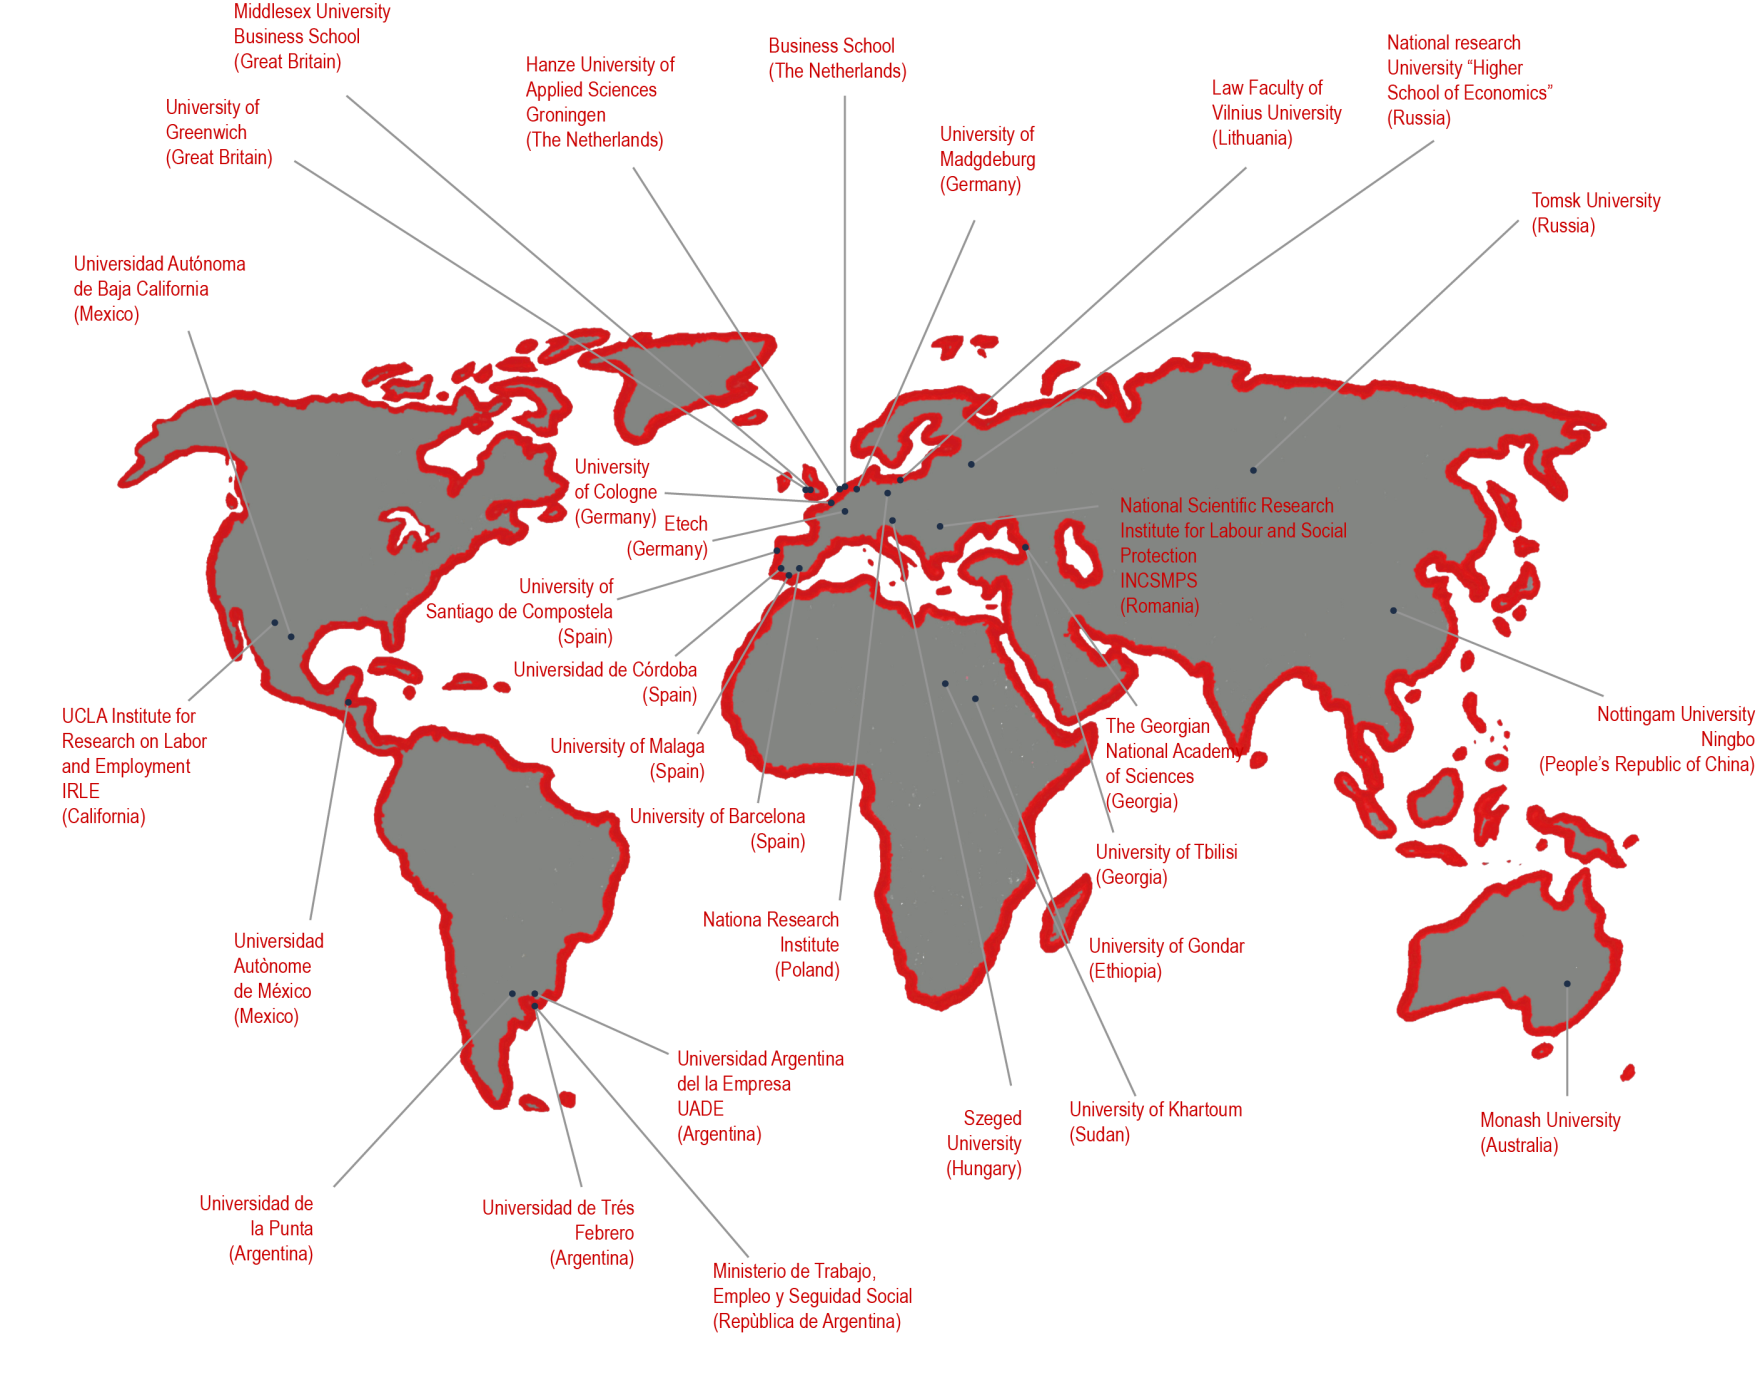 Middlesex University
Business School
(Great Britain)
University of
Greenwich
(Great Britain)
Hanze University of
Applied Sciences
Groningen
(The Netherlands)
Business School
(The Netherlands)
University of
Madgdeburg
(Germany)
Law Faculty of
Vilnius University
(Lithuania)
National research
University “Higher
School of Economics”
(Russia)
Tomsk University
(Russia)
Universidad Autónoma
de Baja California
(Mexico)
University
of Cologne
(Germany)
Etech
(Germany)
University of
Santiago de Compostela
(Spain)
Universidad de Córdoba
(Spain)
University of Malaga
(Spain)
University of Barcelona
(Spain)
Nationa Research
Institute
(Poland)
National Scientific Research
Institute for Labour and Social
Protection
INCSMPS
(Romania)
The Georgian
National Academy
of Sciences
(Georgia)
University of Tbilisi
(Georgia)
University of Gondar
(Ethiopia)
University of Khartoum
(Sudan)
Szeged
University
(Hungary)
Nottingam University
Ningbo
(People’s Republic of China)
Monash University
(Australia)
UCLA Institute for
Research on Labor
and Employment
IRLE
(California)
Universidad
Autònome
de México
(Mexico)
Universidad Argentina
del la Empresa
UADE
(Argentina)
Universidad de
la Punta
(Argentina)
Universidad de Trés
Febrero
(Argentina)
Ministerio de Trabajo,
Empleo y Seguidad Social
(Repùblica de Argentina)